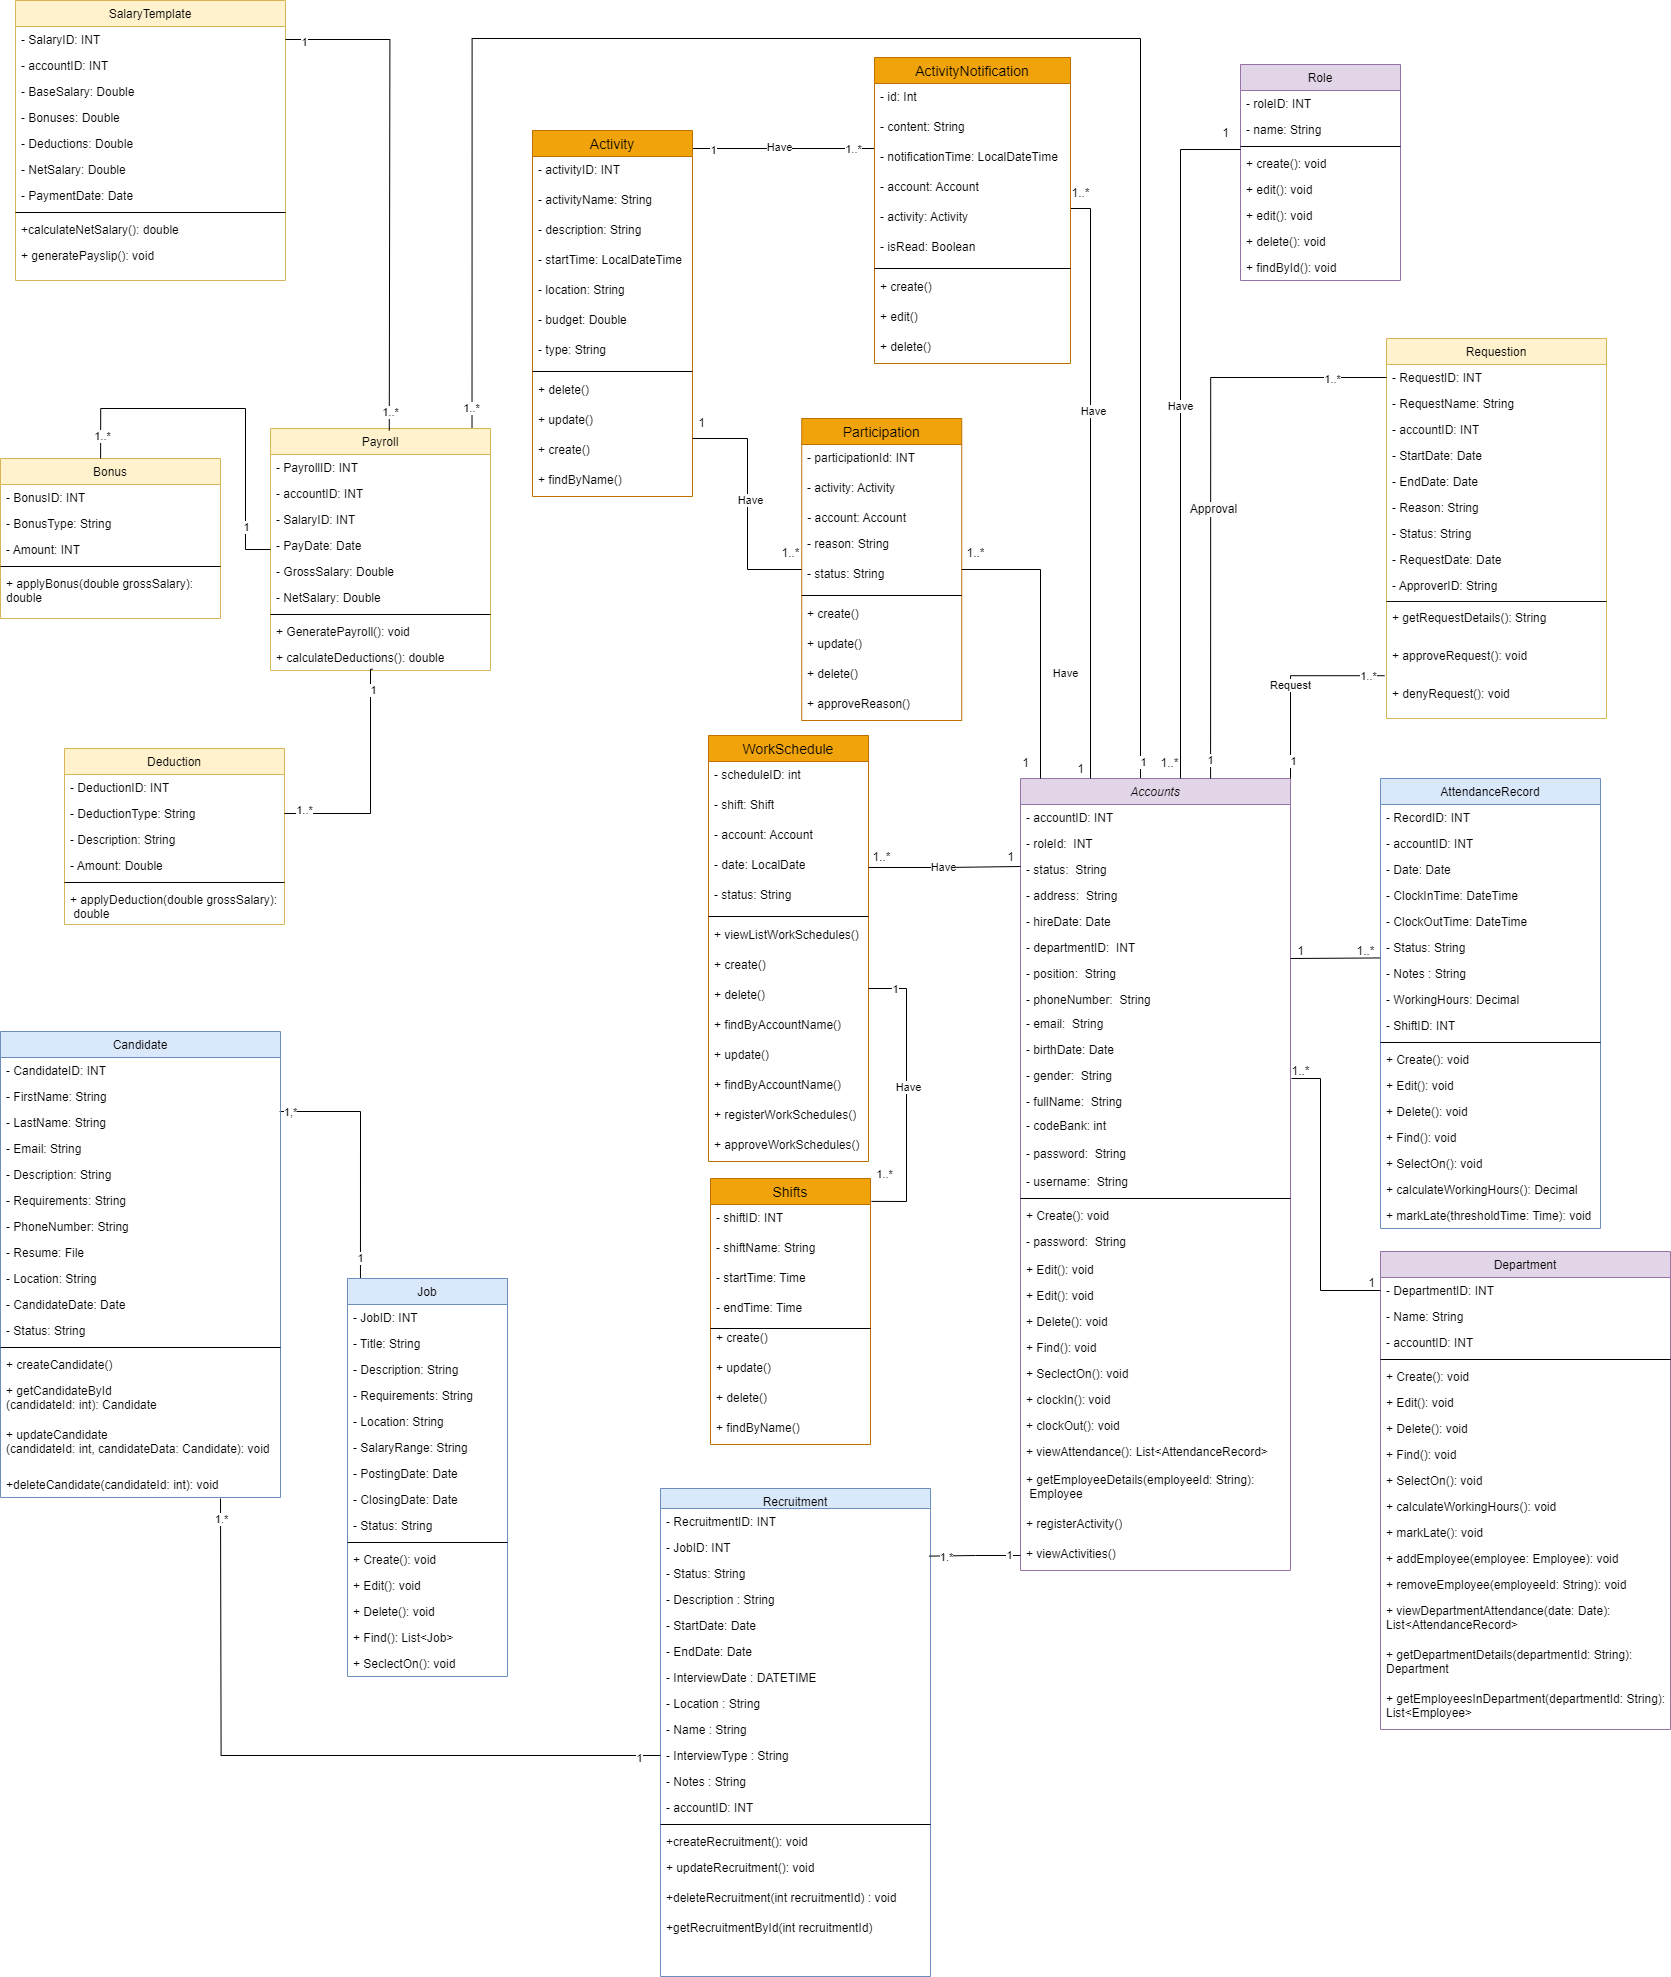 SalaryTemplate
- SalaryID: INT
- accountID: INT
- BaseSalary: Double
- Bonuses: Double
- Deductions: Double
- NetSalary: Double
- PaymentDate: Date
+calculateNetSalary(): double
+ generatePayslip(): void
1
1..*
1..*
1
ActivityNotification
- id: Int
- content: String
- notificationTime: LocalDateTime
- account: Account
- activity: Activity
- isRead: Boolean
+ create()
+ edit()
+ delete()
1..*
Have
1
Activity
- activityID: INT
- activityName: String
- description: String
- startTime: LocalDateTime
- location: String
- budget: Double
- type: String
+ delete()
+ update()
+ create()
+ findByName()
1
Have
1..*
1
Have
1..*
Role
- roleID: INT
- name: String
+ create(): void
+ edit(): void
+ edit(): void
+ delete(): void
+ findById(): void
1
Have
1..*
Requestion
- RequestID: INT
- RequestName: String
- accountID: INT
- StartDate: Date
- EndDate: Date
- Reason: String
- Status: String
- RequestDate: Date
- ApproverID: String
+ getRequestDetails(): String
+ approveRequest(): void
+ denyRequest(): void
1..*
Approval
1
1..*
Request
1
Participation
- participationId: INT
- activity: Activity
- account: Account
- reason: String
- status: String
+ create()
+ update()
+ delete()
+ approveReason()
1..*
Have
1
Payroll
- PayrollID: INT
- accountID: INT
- SalaryID: INT
- PayDate: Date
- GrossSalary: Double
- NetSalary: Double
+ GeneratePayroll(): void
+ calculateDeductions(): double
1..*
1
Bonus
- BonusID: INT
- BonusType: String
- Amount: INT
+ applyBonus(double grossSalary):
double
1
1..*
Deduction
- DeductionID: INT
- DeductionType: String
- Description: String
- Amount: Double
+ applyDeduction(double grossSalary):
double
WorkSchedule
- scheduleID: int
- shift: Shift
- account: Account
- date: LocalDate
- status: String
+ viewListWorkSchedules()
+ create()
+ delete()
+ findByAccountName()
+ update()
+ findByAccountName()
+ registerWorkSchedules()
+ approveWorkSchedules()
1..*
Have
1
1
Have
1..*
Shifts
- shiftID: INT
- shiftName: String
- startTime: Time
- endTime: Time
+ create()
+ update()
+ delete()
+ findByName()
Accounts
- accountID: INT
- roleId: INT
- status: String
- address: String
- hireDate: Date
- departmentID: INT
- position: String
- phoneNumber: String
- email: String
- birthDate: Date
- gender: String
- fullName: String
- codeBank: int
- password: String
- username: String
+ Create(): void
- password: String
+ Edit(): void
+ Edit(): void
+ Delete(): void
+ Find(): void
+ SeclectOn(): void
+ clockIn(): void
+ clockOut(): void
+ viewAttendance(): List<AttendanceRecord>
+ getEmployeeDetails(employeeId: String):
Employee
+ registerActivity()
+ viewActivities()
1
1..*
AttendanceRecord
- RecordID: INT
- accountID: INT
- Date: Date
- ClockInTime: DateTime
- ClockOutTime: DateTime
- Status: String
- Notes : String
- WorkingHours: Decimal
- ShiftID: INT
+ Create(): void
+ Edit(): void
+ Delete(): void
+ Find(): void
+ SelectOn(): void
+ calculateWorkingHours(): Decimal
+ markLate(thresholdTime: Time): void
1..*
1
Department
- DepartmentID: INT
- Name: String
- accountID: INT
+ Create(): void
+ Edit(): void
+ Delete(): void
+ Find(): void
+ SelectOn(): void
+ calculateWorkingHours(): void
+ markLate(): void
+ addEmployee(employee: Employee): void
+ removeEmployee(employeeId: String): void
+ viewDepartmentAttendance(date: Date):
List<AttendanceRecord>
+ getDepartmentDetails(departmentId: String):
Department
+ getEmployeesInDepartment(departmentId: String):
List<Employee>
Candidate
- CandidateID: INT
- FirstName: String
- LastName: String
- Email: String
- Description: String
- Requirements: String
- PhoneNumber: String
- Resume: File
- Location: String
- CandidateDate: Date
- Status: String
+ createCandidate()
+ getCandidateById
(candidateId: int): Candidate
+ updateCandidate
(candidateId: int, candidateData: Candidate): void
+deleteCandidate(candidateId: int): void
1,*
1
Job
- JobID: INT
- Title: String
- Description: String
- Requirements: String
- Location: String
- SalaryRange: String
- PostingDate: Date
- ClosingDate: Date
- Status: String
+ Create(): void
+ Edit(): void
+ Delete(): void
+ Find(): List<Job>
+ SeclectOn(): void
1.*
1
Recruitment
- RecruitmentID: INT
- JobID: INT
- Status: String
- Description : String
- StartDate: Date
- EndDate: Date
- InterviewDate : DATETIME
- Location : String
- Name : String
- InterviewType : String
- Notes : String
- accountID: INT
+createRecruitment(): void
+ updateRecruitment(): void
+deleteRecruitment(int recruitmentId) : void
+getRecruitmentById(int recruitmentId)
1.*
1